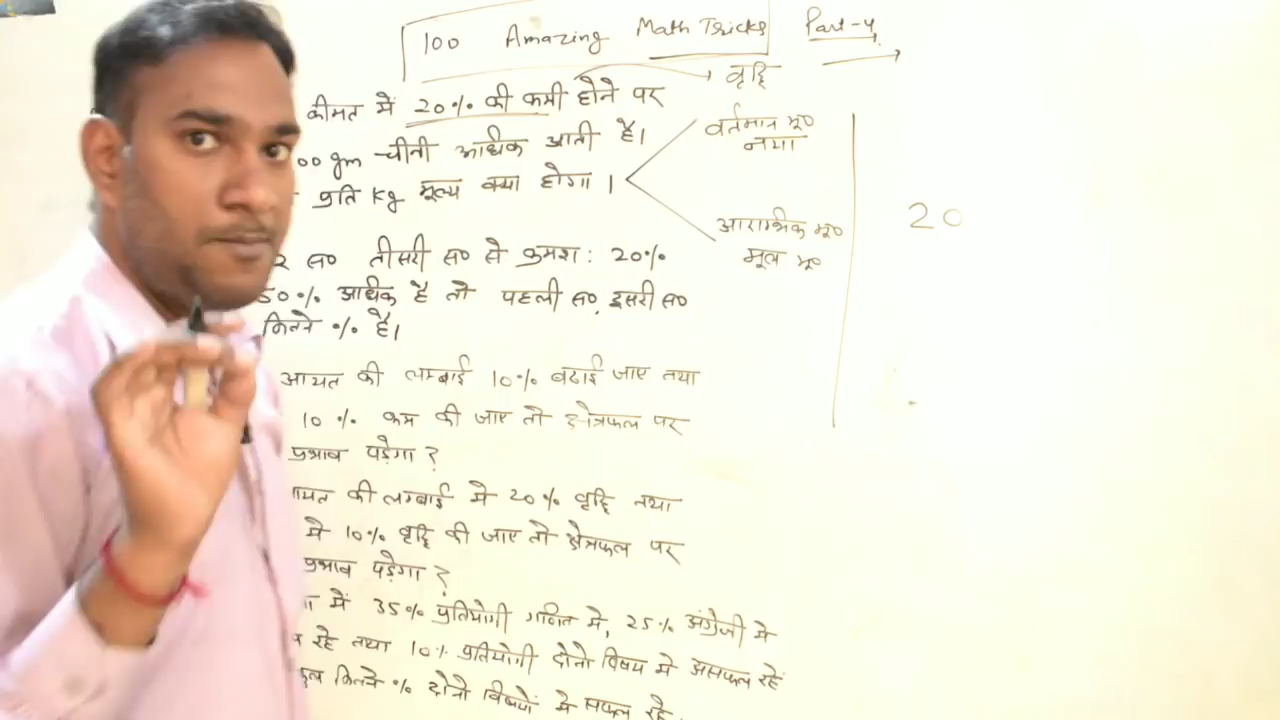 100 Amazing Math Tricks Part-4
वृद्धि
कीमत में 20% की कमी होने पर
00 gm चीनी अधिक आती है।
प्रति Kg मूल्य क्या होगा ।
वर्तमान मू०
नया
आरम्भिक मू०
मूल मू०
20
स० तीसरी स० से क्रमश: 20%
50% अधिक है तो पहली स० दूसरी स०
कितने % है।
आयत की लम्बाई 10% बढाई जाए तथा
10% कम की जाए तो क्षेत्रफल पर
प्रभाव पड़ेगा ?
यत की लम्बाई में 20% वृद्धि तथा
में 10% वृद्धि की जाए तो क्षेत्रफल पर
प्रभाव पड़ेगा ?
में 35% प्रतियोगी गणित मे, 25% अंग्रेजी मे
रहे तथा 10% प्रतियोगी दोनो विषय मे असफल रहें
कितने % दोनो विषयों मे सफल रहे